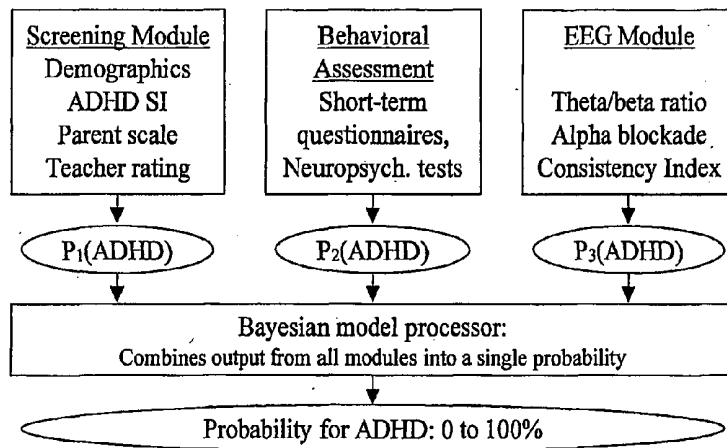 Screening Module
Demographics
ADHD SI
Parent scale
Teacher rating
Behavioral
Assessment
Short-term
questionnaires,
Neuropsych. tests
EEG Module
Theta/beta ratio
Alpha blockade
Consistency Index
P₁(ADHD)
P₂(ADHD)
P₃(ADHD)
Bayesian model processor:
Combines output from all modules into a single probability
Probability for ADHD: 0 to 100%